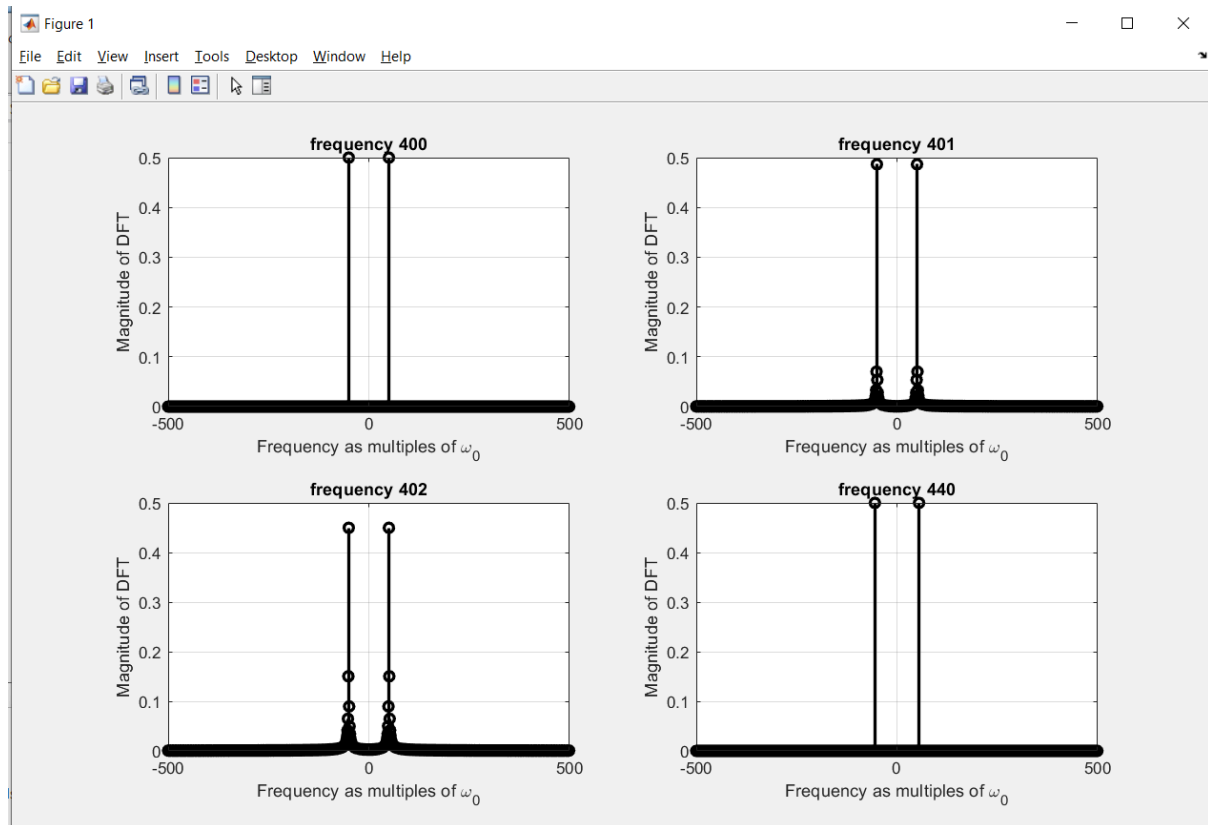 Figure 1
File Edit View Insert Tools Desktop Window Help
frequency 400
0.5
0.4
0.3
0.2
0.1
0
Magnitude of DFT
-500 0 500
Frequency as multiples of ω0
frequency 401
0.5
0.4
0.3
0.2
0.1
0
Magnitude of DFT
-500 0 500
Frequency as multiples of ω0
frequency 402
0.5
0.4
0.3
0.2
0.1
0
Magnitude of DFT
-500 0 500
Frequency as multiples of ω0
frequency 440
0.5
0.4
0.3
0.2
0.1
0
Magnitude of DFT
-500 0 500
Frequency as multiples of ω0